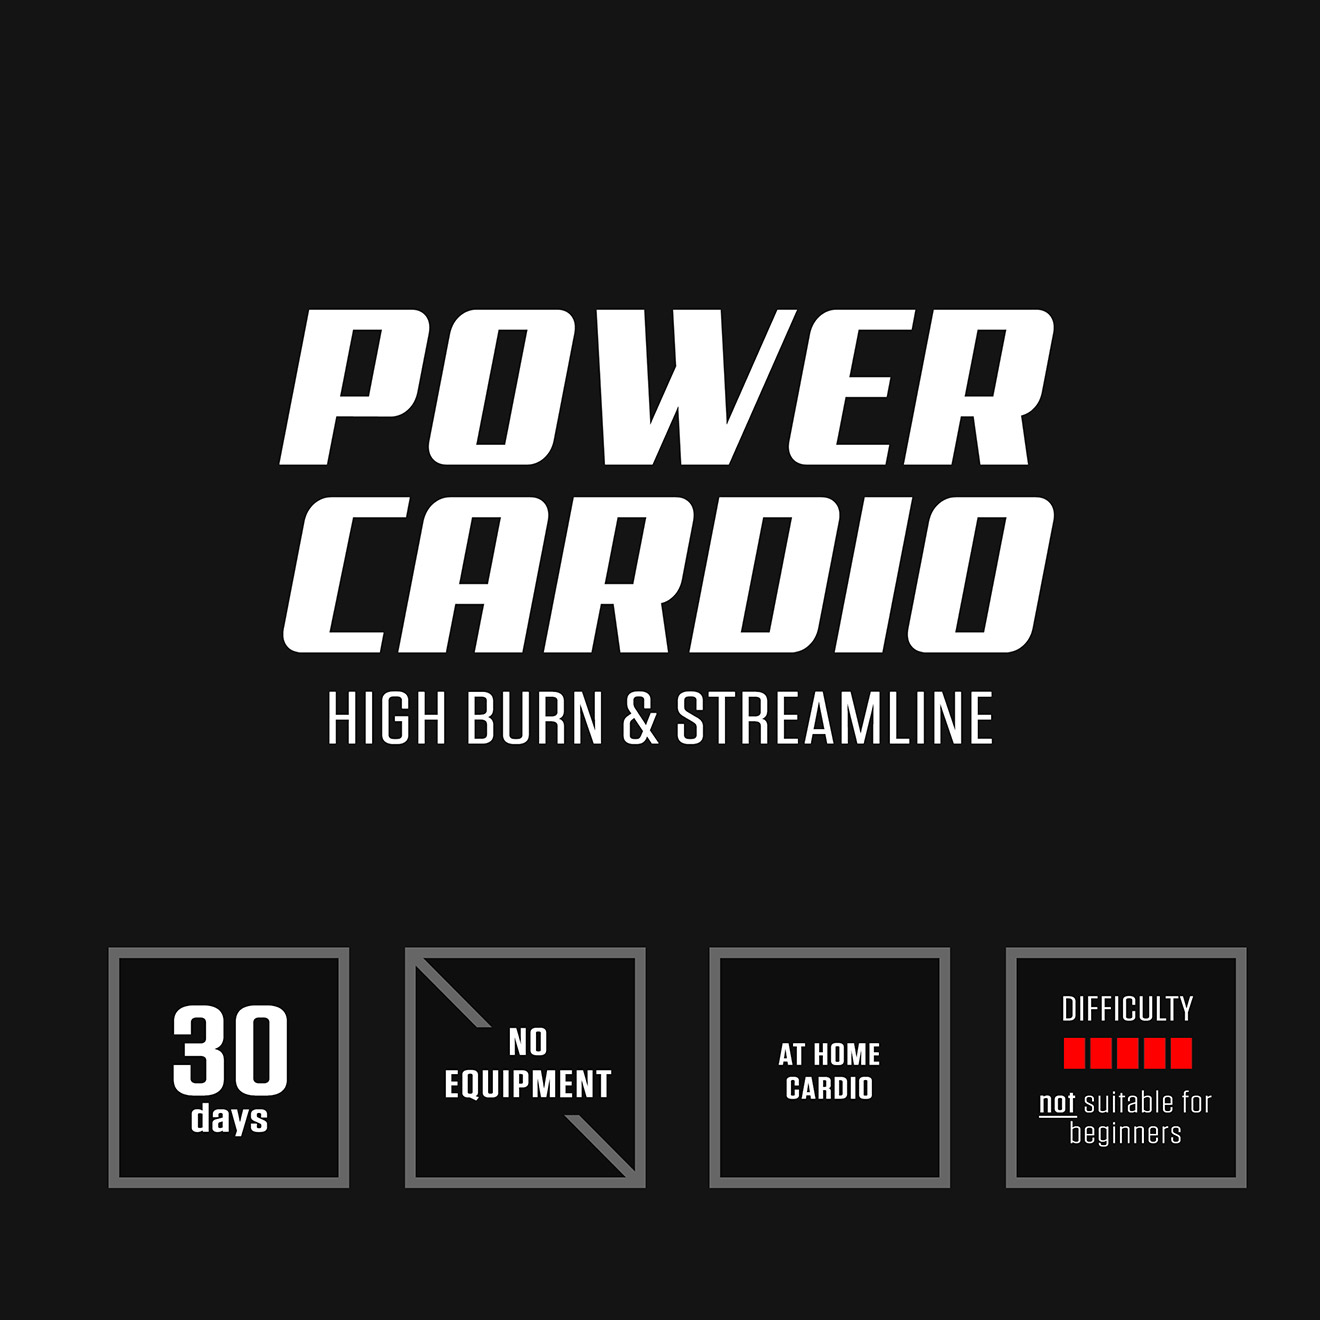 POWER
CARDIO
HIGH BURN & STREAMLINE
30
days
NO
EQUIPMENT
AT HOME
CARDIO
DIFFICULTY
not suitable for
beginners